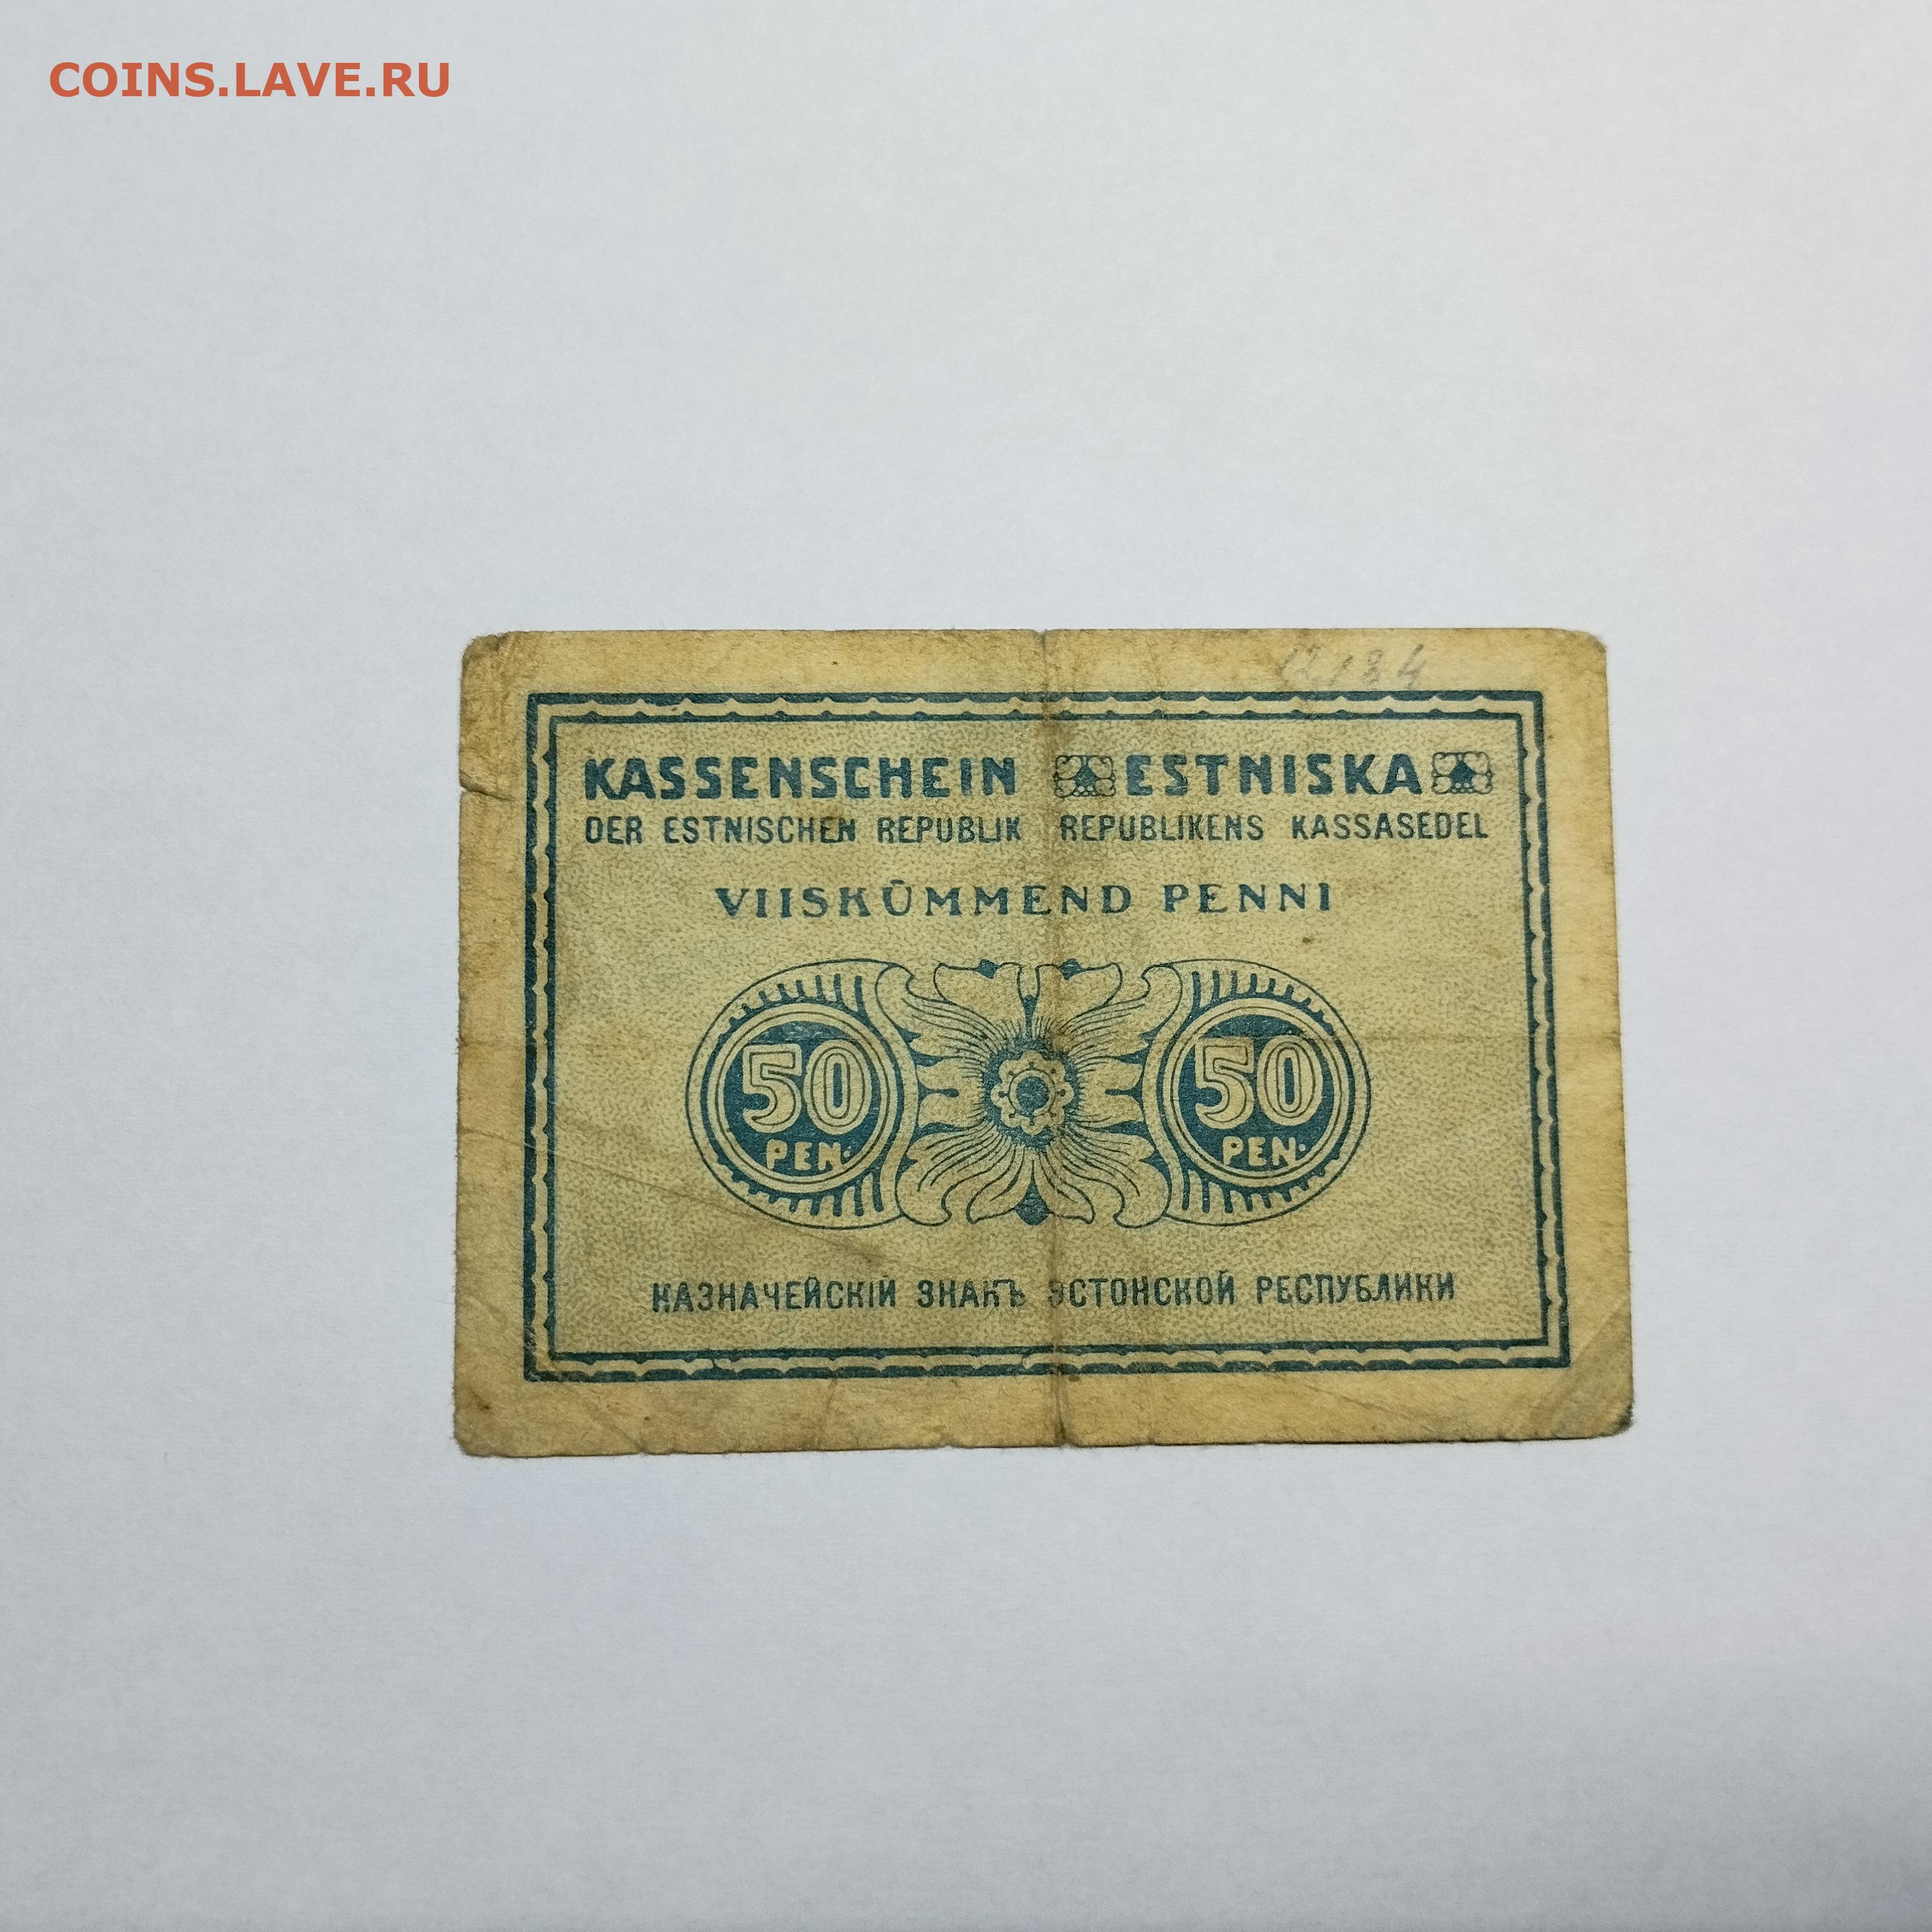 COINS.LAVE.RU
KASSENSCHEIN ESTNISKA
DER ESTNISCHEN REPUBLIK REPUBLIKENS KASSASEDEL
VIISKÜMMEND PENNI
50 50
PEN. PEN.
КАЗНАЧЕЙСКІЙ ЗНАКЪ ЭСТОНСКОЙ РЕСПУБЛИКИ